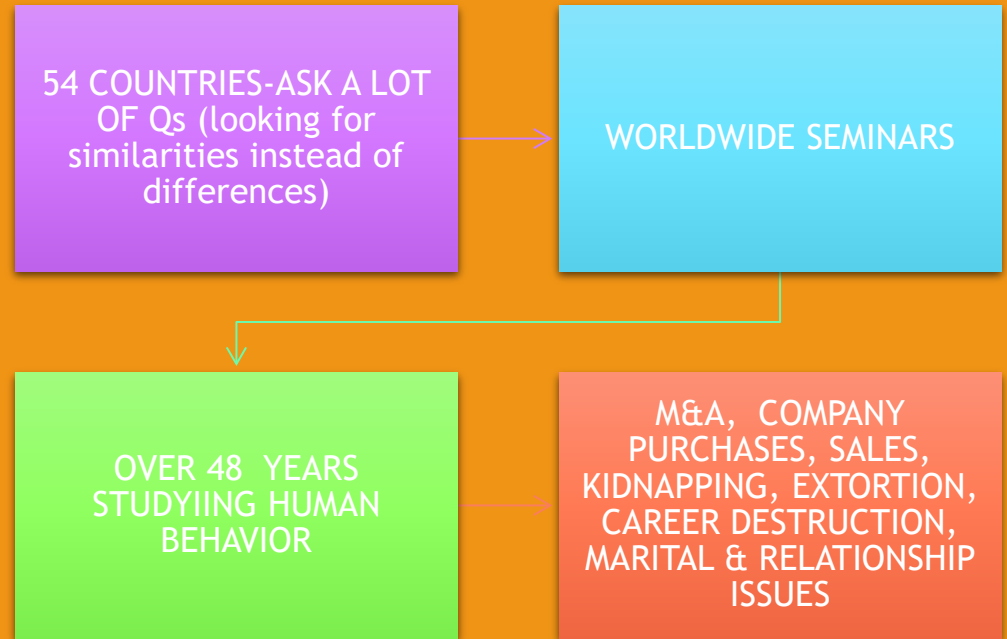 54 COUNTRIES-ASK A LOT
OF Qs (looking for
similarities instead of
differences)
WORLDWIDE SEMINARS
OVER 48  YEARS
STUDYIING HUMAN
BEHAVIOR
M&A,  COMPANY
PURCHASES, SALES,
KIDNAPPING, EXTORTION,
CAREER DESTRUCTION,
MARITAL & RELATIONSHIP
ISSUES